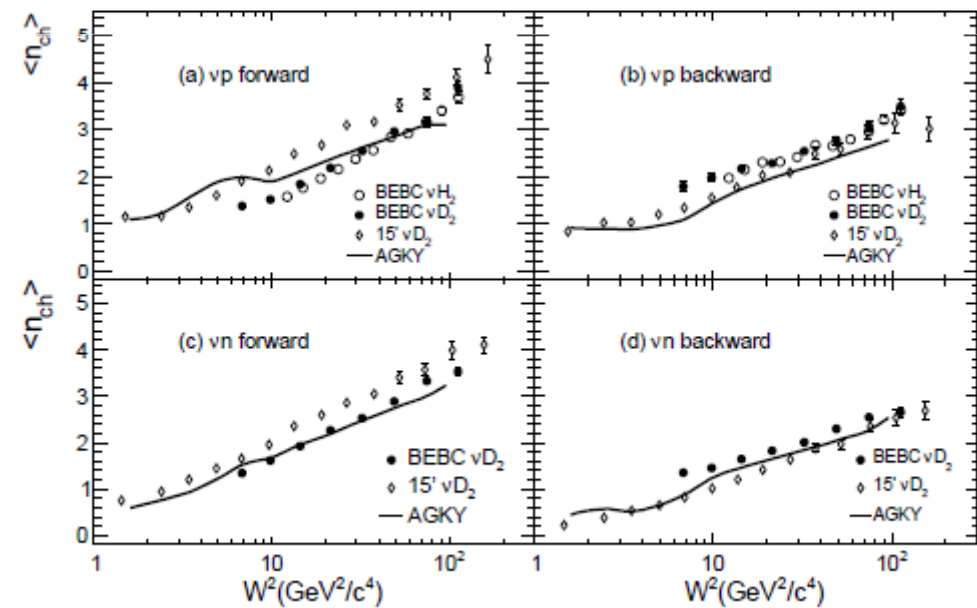 <n_ch>
5
4
3
2
1
0
(a) νp forward
○ BEBC νH₂
● BEBC νD₂
◊ 15' νD₂
— AGKY
(b) νp backward
○ BEBC νH₂
● BEBC νD₂
◊ 15' νD₂
— AGKY
<n_ch>
5
4
3
2
1
0
(c) νn forward
● BEBC νD₂
◊ 15' νD₂
— AGKY
(d) νn backward
● BEBC νD₂
◊ 15' νD₂
— AGKY
1 10 10² 1 10 10²
W²(GeV²/c⁴) W²(GeV²/c⁴)